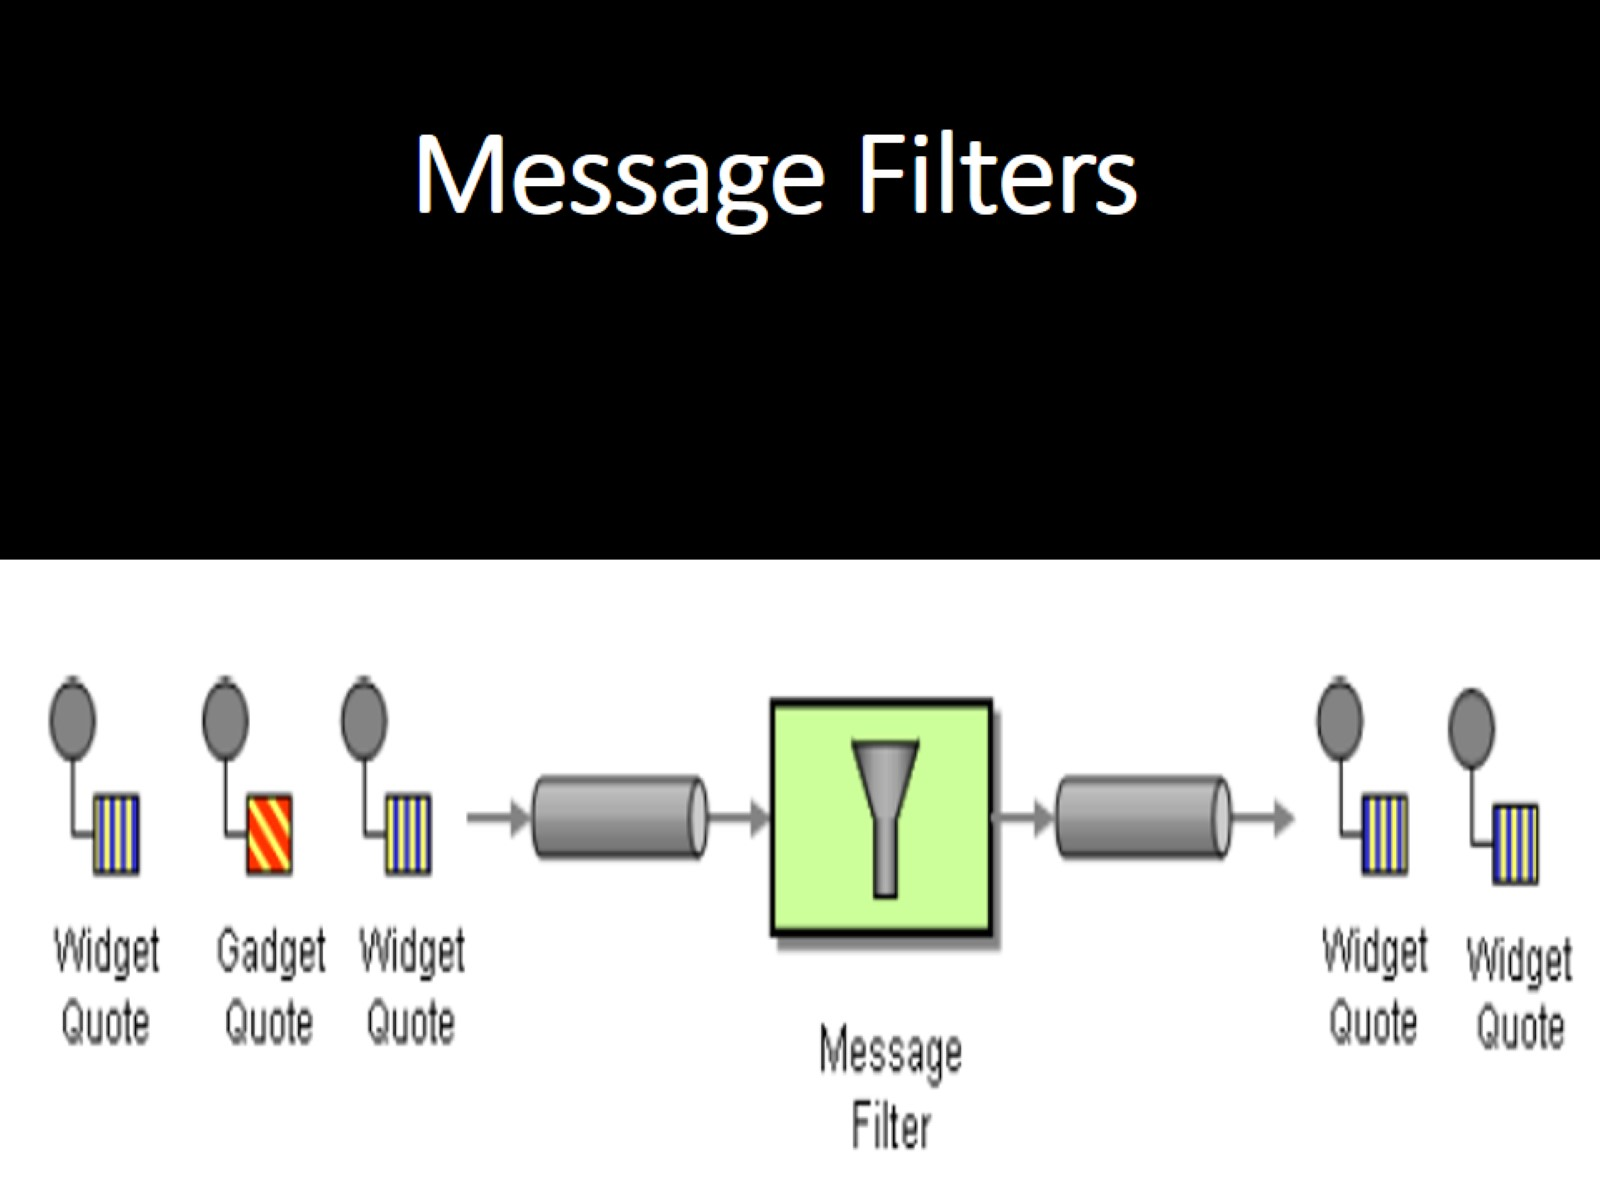 Message Filters
Widget
Quote
Gadget
Quote
Widget
Quote
Message
Filter
Widget
Quote
Widget
Quote